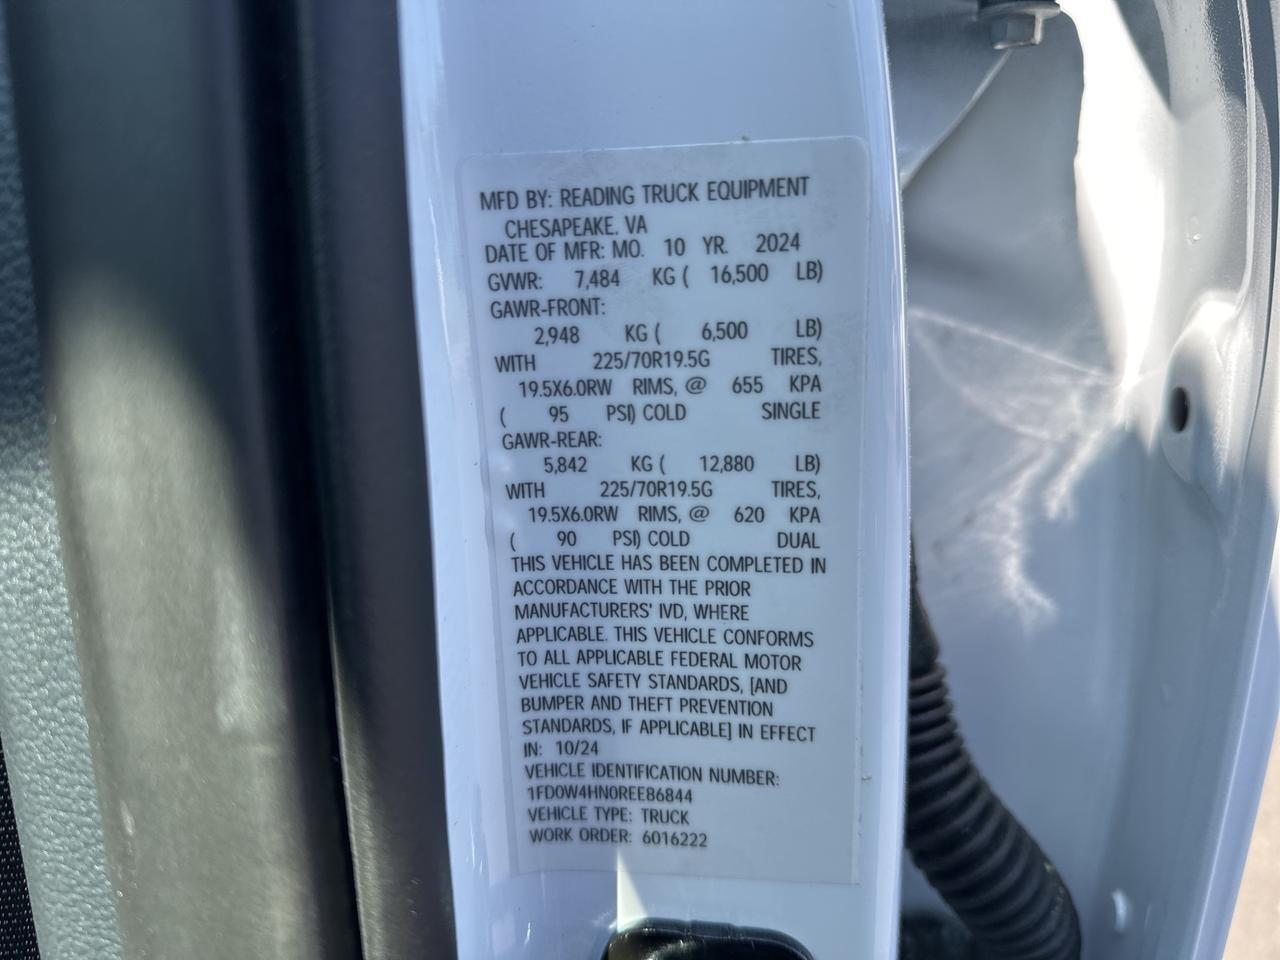 MFD BY: READING TRUCK EQUIPMENT
CHESAPEAKE, VA
DATE OF MFR: MO. 10 YR. 2024
GVWR: 7,484 KG ( 16,500 LB)
GAWR-FRONT:
2,948 KG ( 6,500 LB)
WITH 225/70R19.5G TIRES,
19.5X6.0RW RIMS, @ 655 KPA
( 95 PSI) COLD SINGLE
GAWR-REAR:
5,842 KG ( 12,880 LB)
WITH 225/70R19.5G TIRES,
19.5X6.0RW RIMS, @ 620 KPA
( 90 PSI) COLD DUAL
THIS VEHICLE HAS BEEN COMPLETED IN
ACCORDANCE WITH THE PRIOR
MANUFACTURERS' IVD, WHERE
APPLICABLE. THIS VEHICLE CONFORMS
TO ALL APPLICABLE FEDERAL MOTOR
VEHICLE SAFETY STANDARDS, [AND
BUMPER AND THEFT PREVENTION
STANDARDS, IF APPLICABLE] IN EFFECT
IN: 10/24
VEHICLE IDENTIFICATION NUMBER:
1FD0W4HN0REE86844
VEHICLE TYPE: TRUCK
WORK ORDER: 6016222